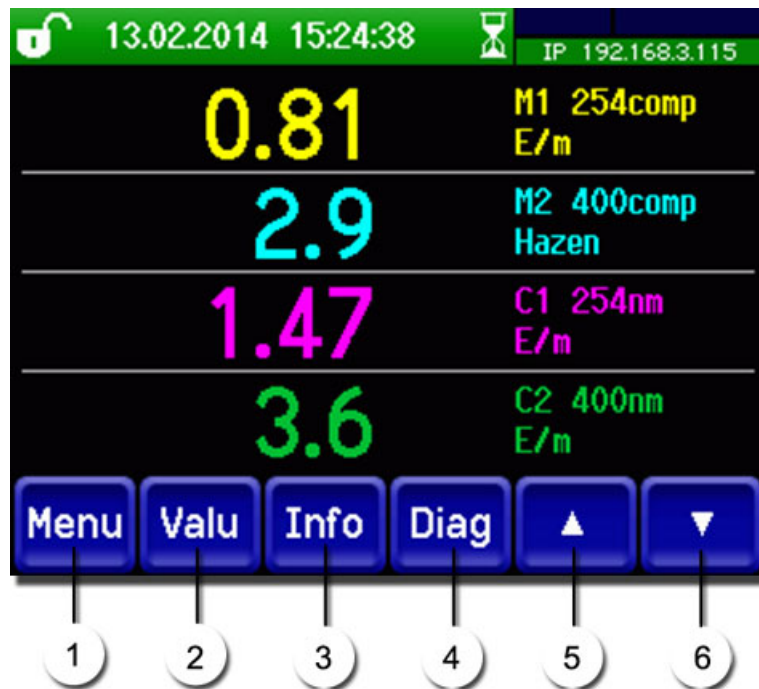 13.02.2014 15:24:38
IP 192.168.3.115
0.81 M1 254comp
E/m
2.9 M2 400comp
Hazen
1.47 C1 254nm
E/m
3.6 C2 400nm
E/m
Menu Valu Info Diag ▲ ▼
1 2 3 4 5 6